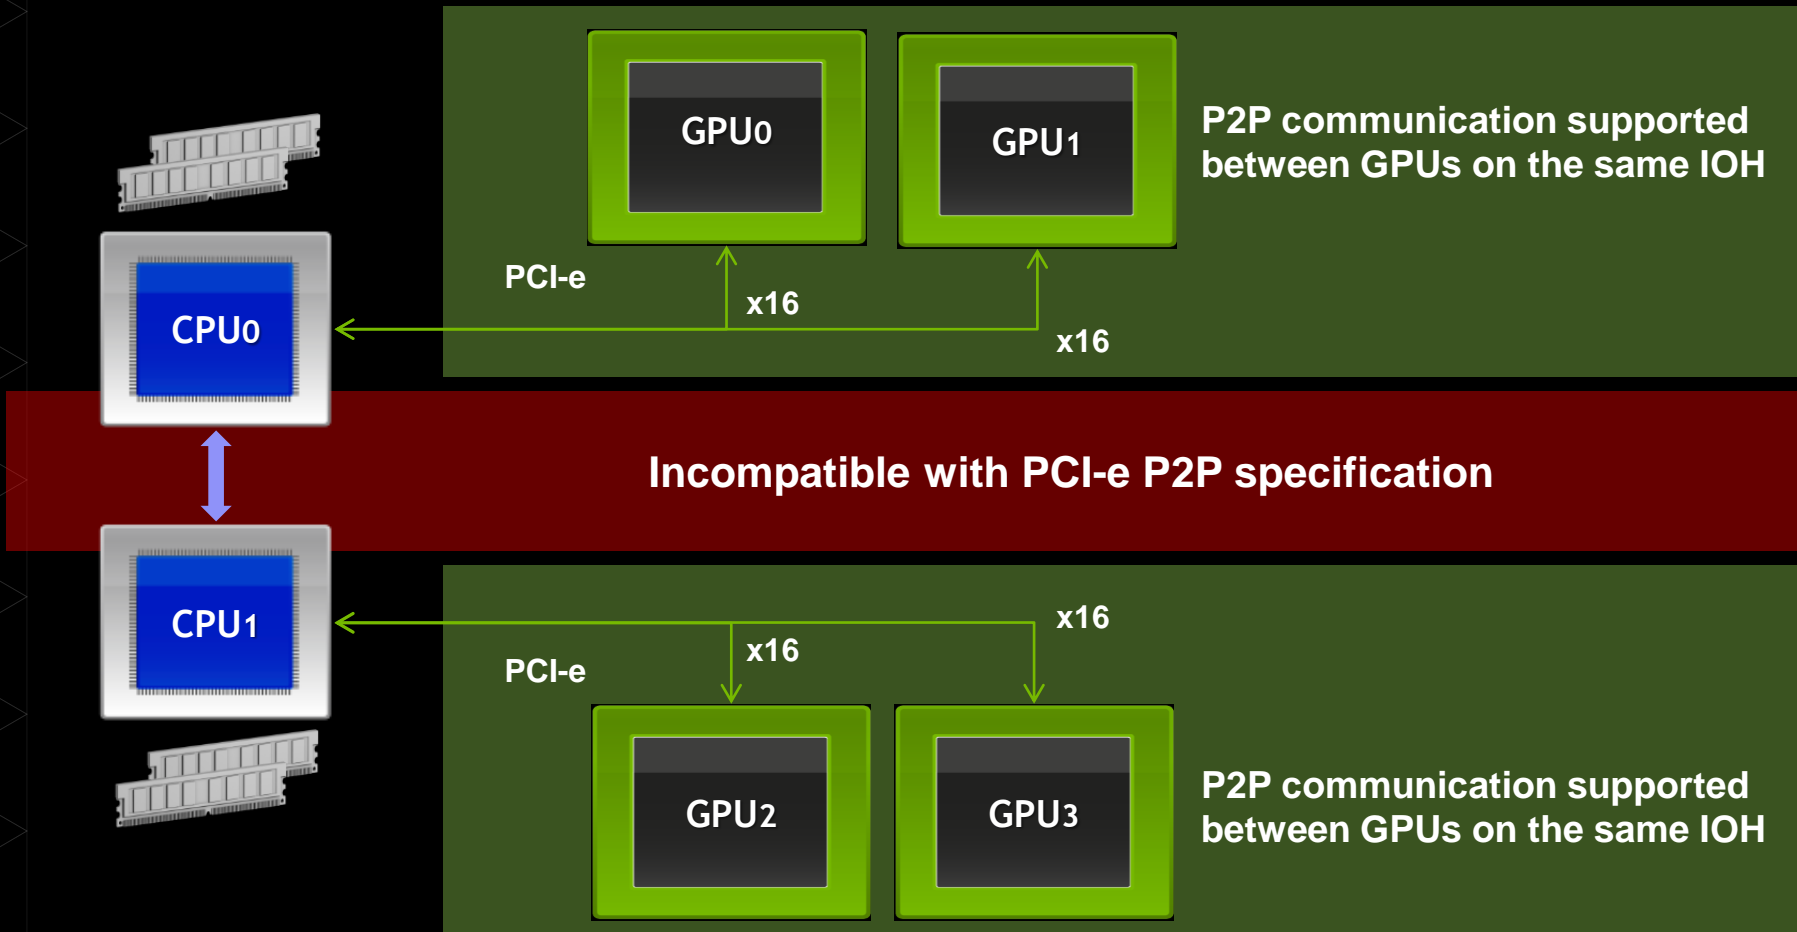 GPU0
GPU1
P2P communication supported
between GPUs on the same IOH
PCI-e
x16
x16
CPU0
Incompatible with PCI-e P2P specification
CPU1
x16
x16
PCI-e
GPU2
GPU3
P2P communication supported
between GPUs on the same IOH